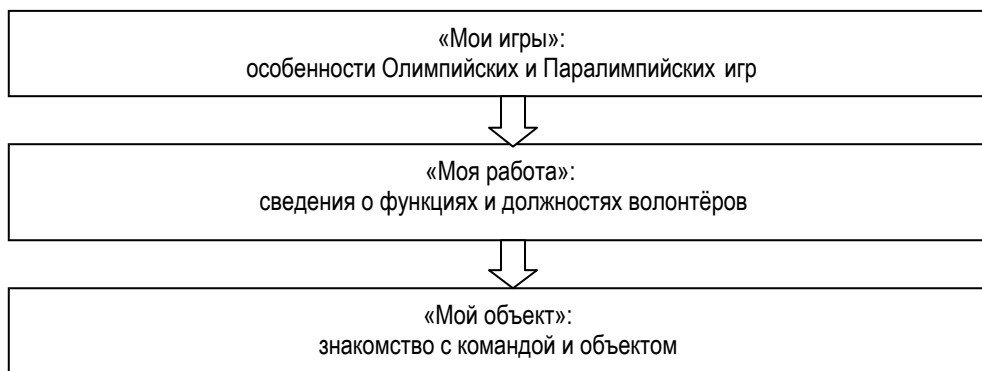 «Мои игры»:
особенности Олимпийских и Паралимпийских игр
«Моя работа»:
сведения о функциях и должностях волонтёров
«Мой объект»:
знакомство с командой и объектом